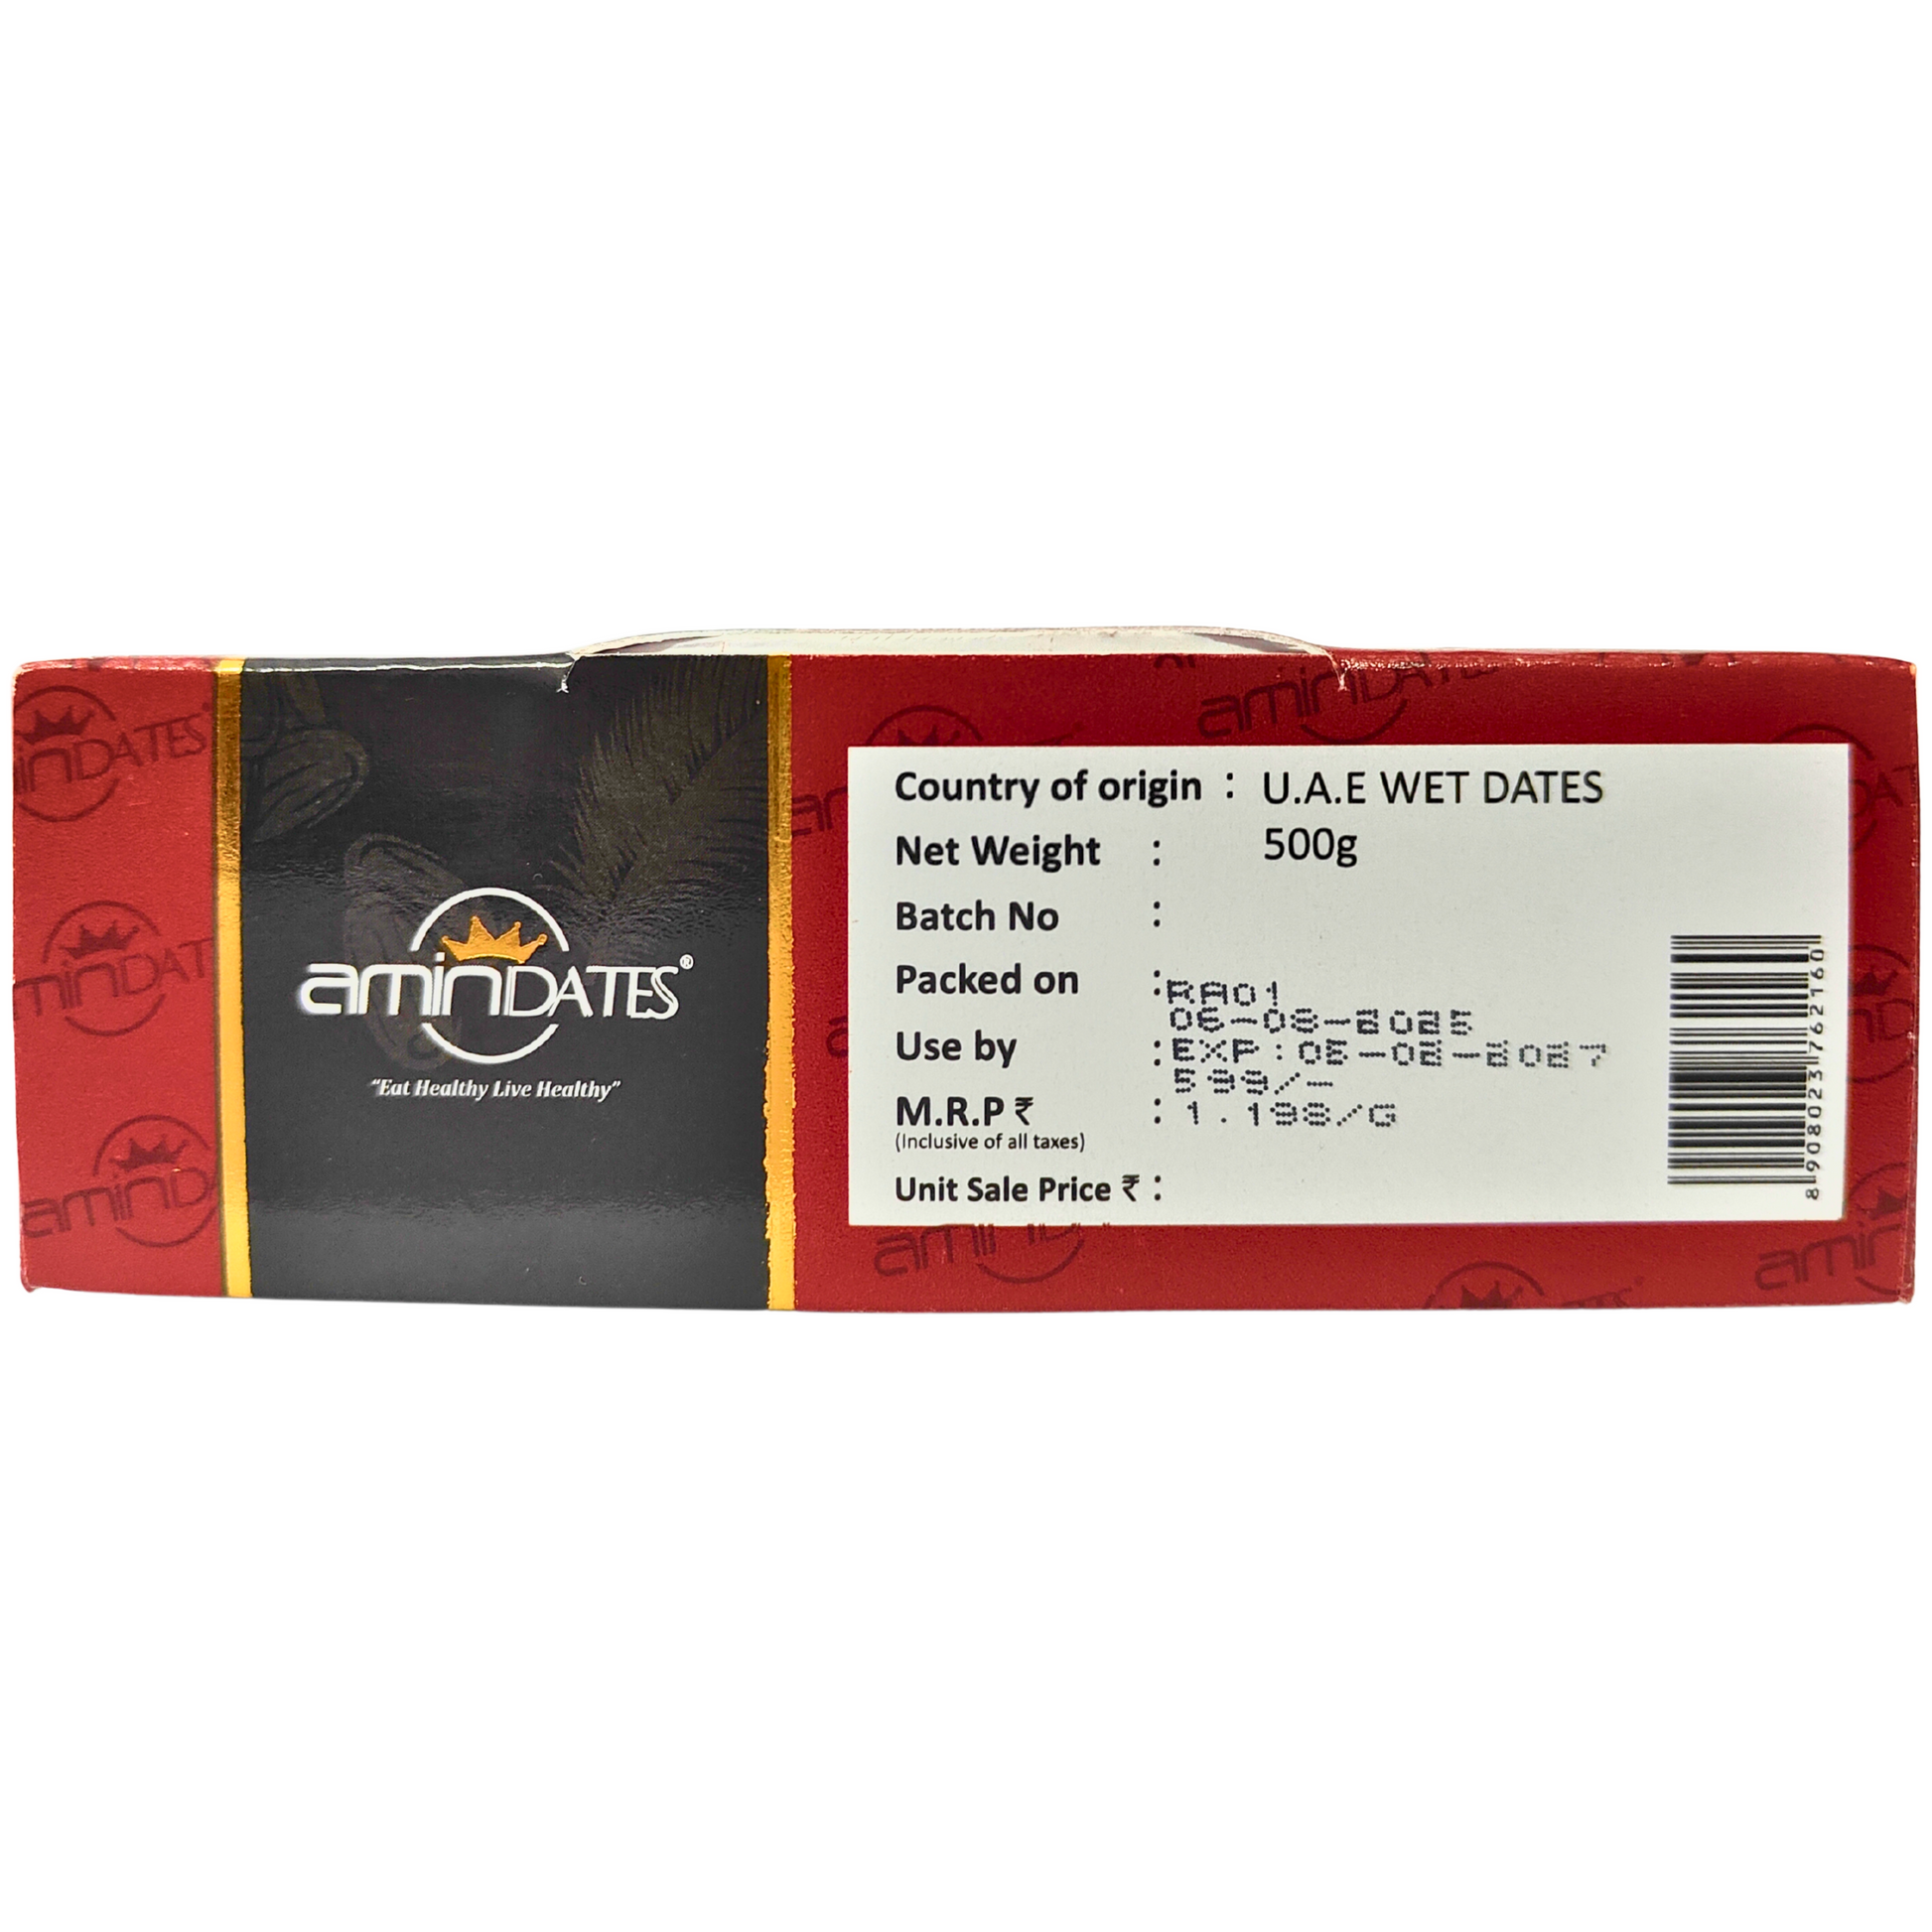 aminDATES®
"Eat Healthy Live Healthy"
Country of origin : U.A.E WET DATES
Net Weight : 500g
Batch No :
Packed on : RA01
06-08-2025
Use by : EXP:05-02-2027
599/-
M.R.P ₹ : 1.198/G
(Inclusive of all taxes)
Unit Sale Price ₹ :
8908023762160